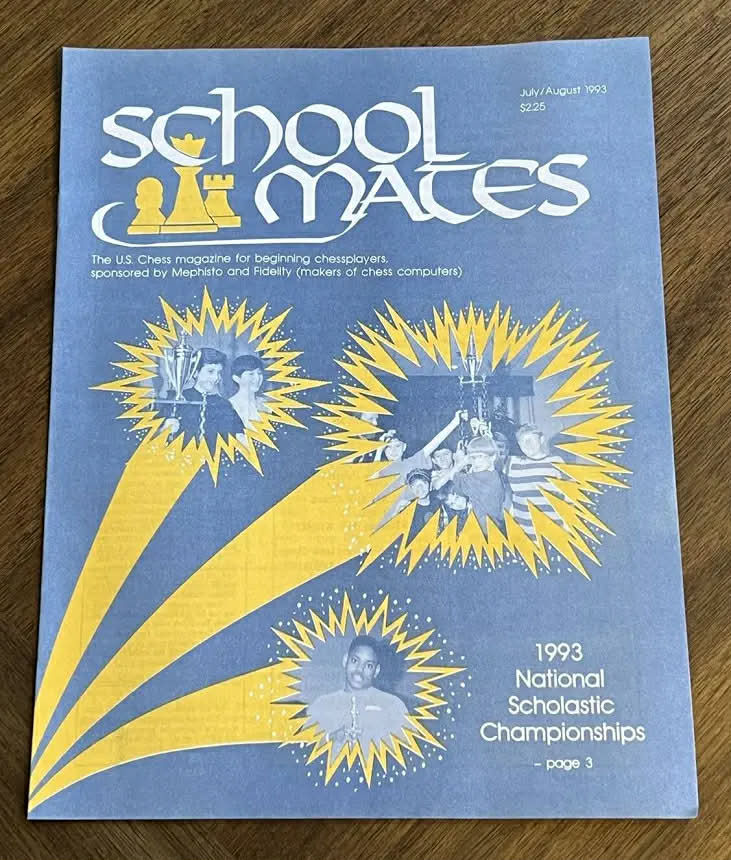 School
Mates
July/August 1993
$2.25
The U.S. Chess magazine for beginning chessplayers,
sponsored by Mephisto and Fidelity (makers of chess computers)
1993
National
Scholastic
Championships
– page 3